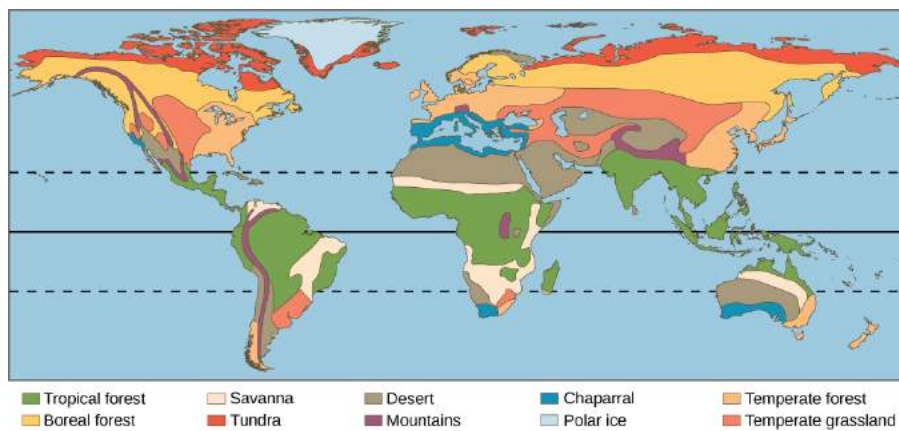 Tropical forest Savanna Desert Chaparral Temperate forest
Boreal forest Tundra Mountains Polar ice Temperate grassland